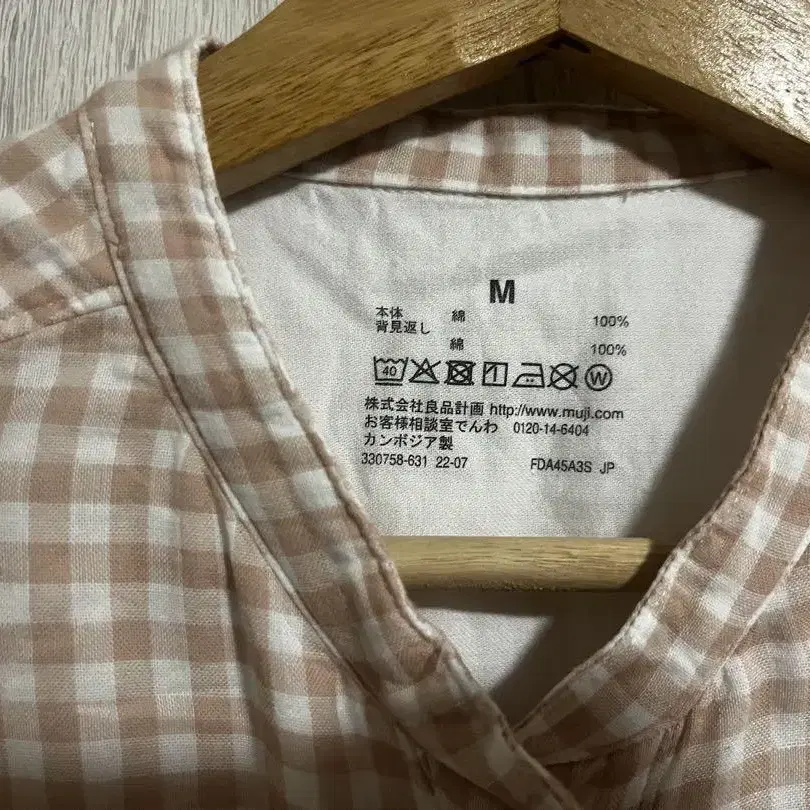 M
本体 綿 100%
背見返し
綿 100%
40 W
株式会社良品計画 http://www.muji.com
お客様相談室でんわ 0120-14-6404
カンボジア製
330758-631 22-07 FDA45A3S JP